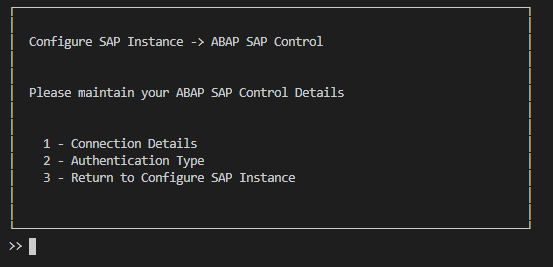 Configure SAP Instance -> ABAP SAP Control
Please maintain your ABAP SAP Control Details
1 - Connection Details
2 - Authentication Type
3 - Return to Configure SAP Instance
>>